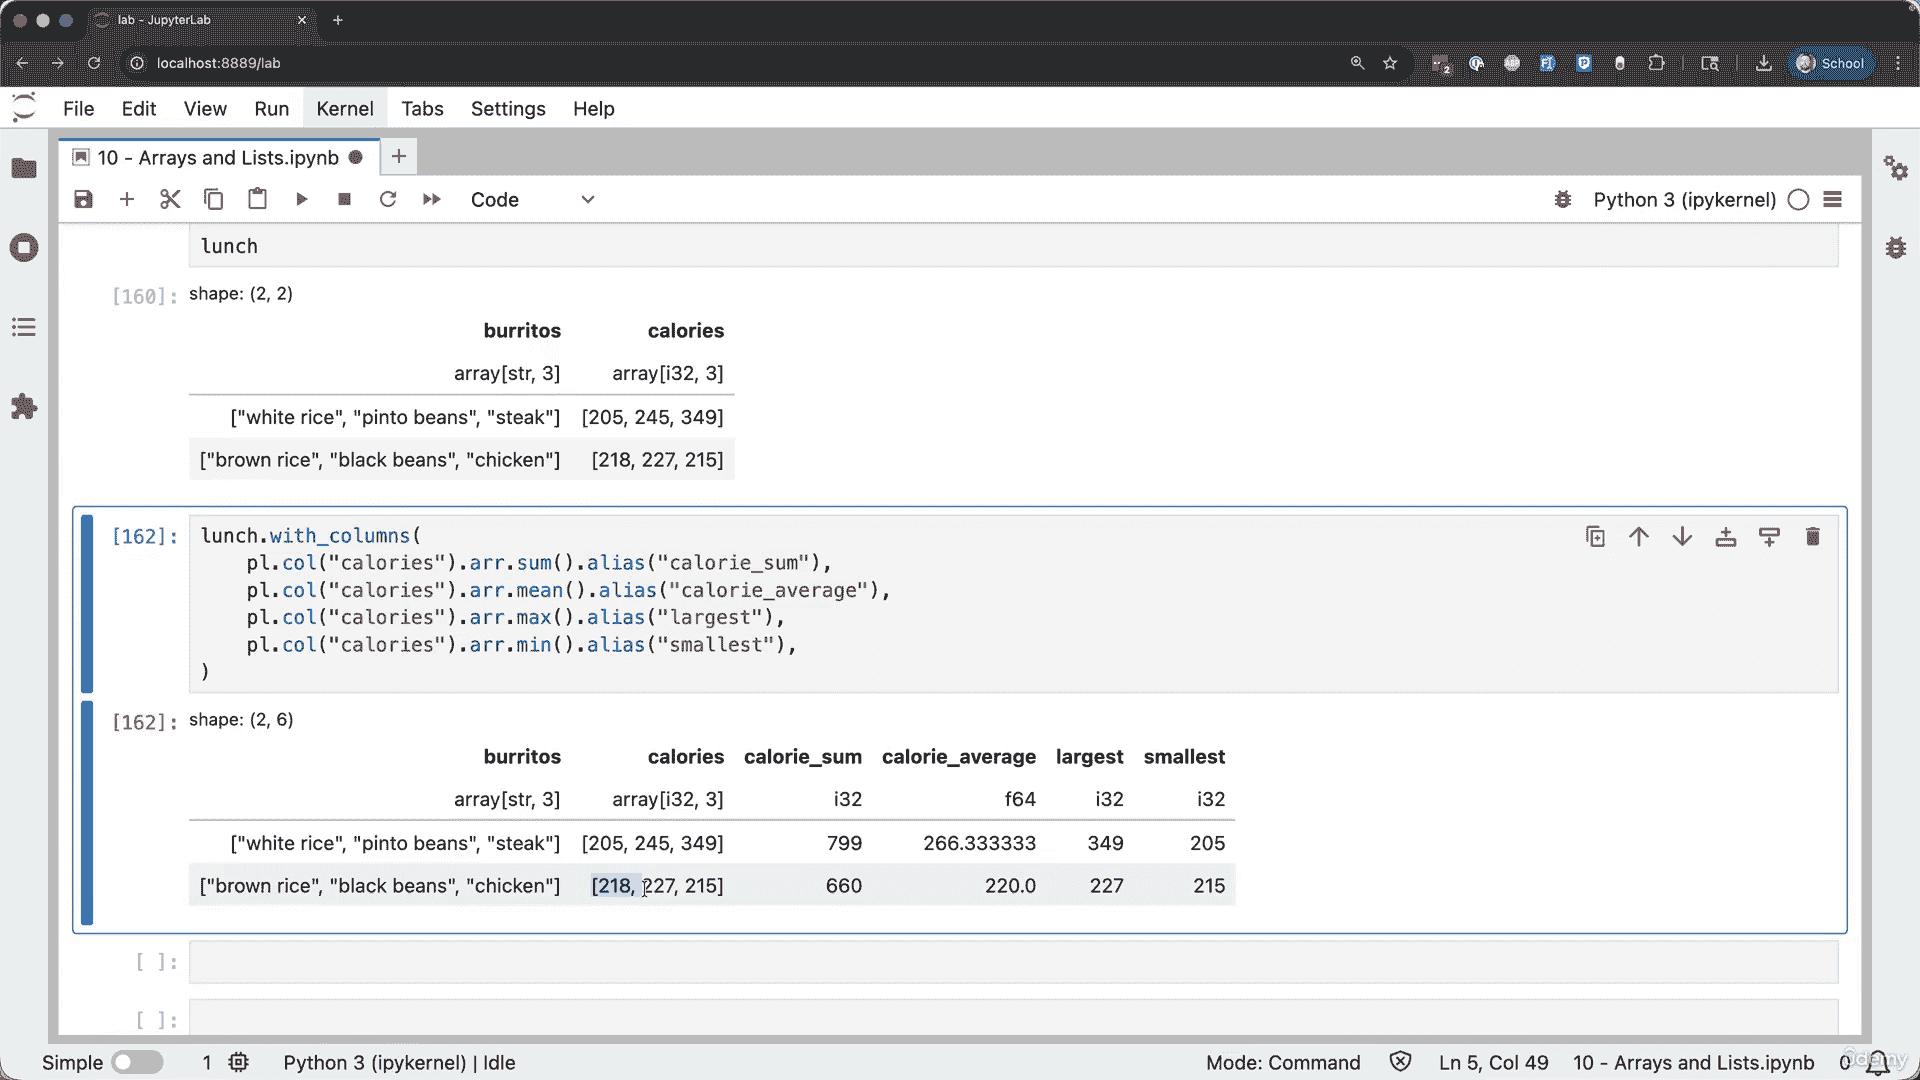 lab - JupyterLab
localhost:8889/lab
2
School
File Edit View Run Kernel Tabs Settings Help
10 - Arrays and Lists.ipynb
Code
Python 3 (ipykernel)
lunch
[160]: shape: (2, 2)
burritos calories
array[str, 3] array[i32, 3]
["white rice", "pinto beans", "steak"] [205, 245, 349]
["brown rice", "black beans", "chicken"] [218, 227, 215]
[162]: lunch.with_columns(
pl.col("calories").arr.sum().alias("calorie_sum"),
pl.col("calories").arr.mean().alias("calorie_average"),
pl.col("calories").arr.max().alias("largest"),
pl.col("calories").arr.min().alias("smallest"),
)
[162]: shape: (2, 6)
burritos calories calorie_sum calorie_average largest smallest
array[str, 3] array[i32, 3] i32 f64 i32 i32
["white rice", "pinto beans", "steak"] [205, 245, 349] 799 266.333333 349 205
["brown rice", "black beans", "chicken"] [218, 227, 215] 660 220.0 227 215
[ ]:
[ ]:
Simple 1 Python 3 (ipykernel) | Idle Mode: Command Ln 5, Col 49 10 - Arrays and Lists.ipynb 0
udemy